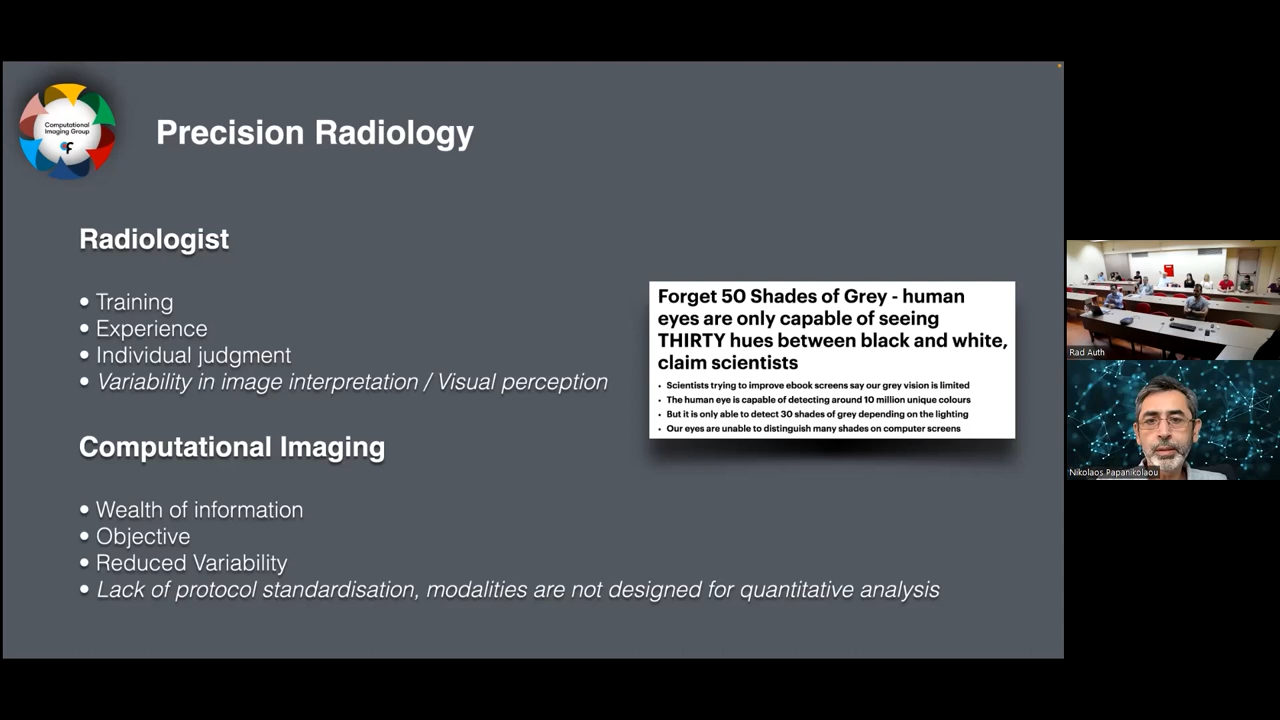 Computational
Imaging Group
Precision Radiology
Radiologist
• Training
• Experience
• Individual judgment
• Variability in image interpretation / Visual perception
Forget 50 Shades of Grey - human
eyes are only capable of seeing
THIRTY hues between black and white,
claim scientists
• Scientists trying to improve ebook screens say our grey vision is limited
• The human eye is capable of detecting around 10 million unique colours
• But it is only able to detect 30 shades of grey depending on the lighting
• Our eyes are unable to distinguish many shades on computer screens
Computational Imaging
• Wealth of information
• Objective
• Reduced Variability
• Lack of protocol standardisation, modalities are not designed for quantitative analysis
Rad Auth
Nikolaos Papanikolaou